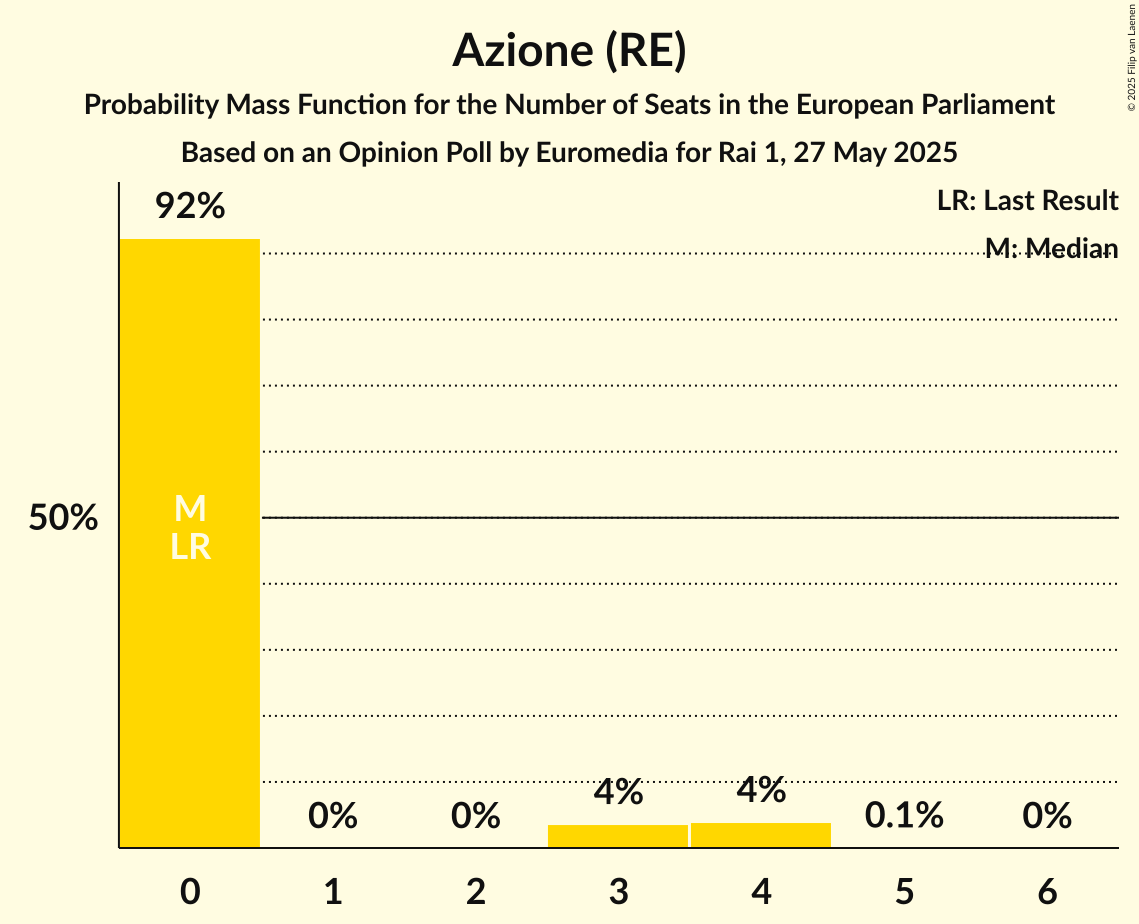 Azione (RE)
Probability Mass Function for the Number of Seats in the European Parliament
Based on an Opinion Poll by Euromedia for Rai 1, 27 May 2025
© 2025 Filip van Laenen
LR: Last Result
M: Median
92%
50%
M
LR
0%
0%
4%
4%
0.1%
0%
0
1
2
3
4
5
6